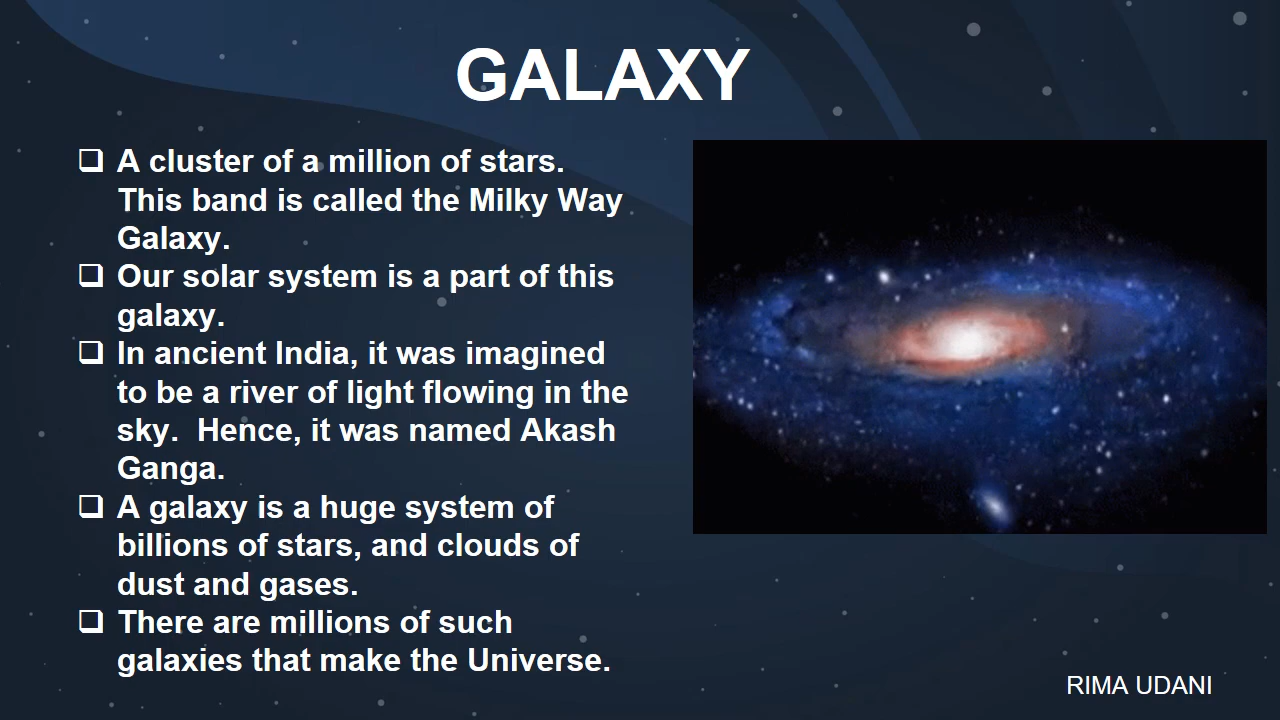 GALAXY
❑ A cluster of a million of stars.
This band is called the Milky Way
Galaxy.
❑ Our solar system is a part of this
galaxy.
❑ In ancient India, it was imagined
to be a river of light flowing in the
sky.  Hence, it was named Akash
Ganga.
❑ A galaxy is a huge system of
billions of stars, and clouds of
dust and gases.
❑ There are millions of such
galaxies that make the Universe.
RIMA UDANI